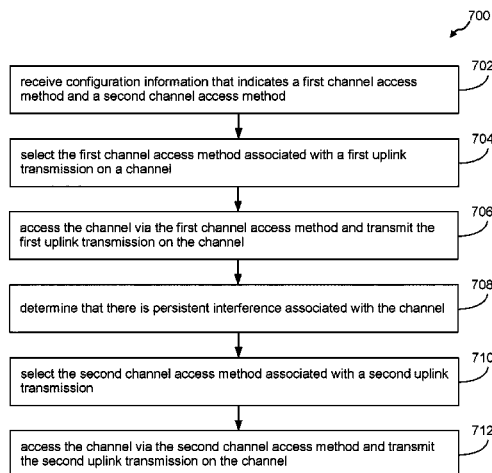 700
702
receive configuration information that indicates a first channel access
method and a second channel access method
704
select the first channel access method associated with a first uplink
transmission on a channel
706
access the channel via the first channel access method and transmit the
first uplink transmission on the channel
708
determine that there is persistent interference associated with the channel
710
select the second channel access method associated with a second uplink
transmission
712
access the channel via the second channel access method and transmit
the second uplink transmission on the channel